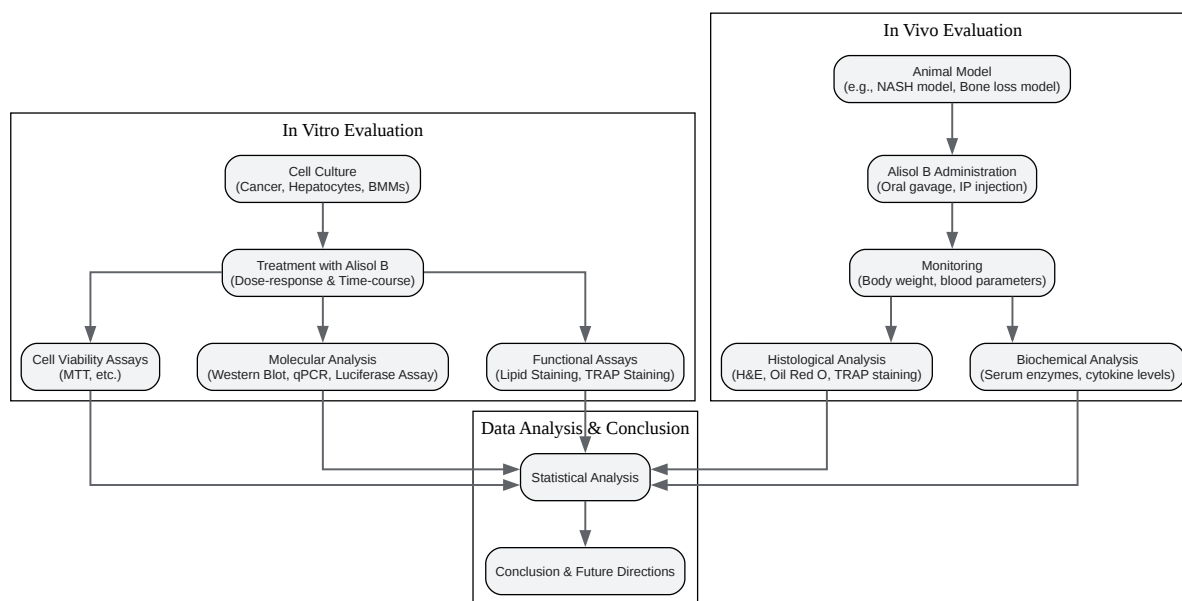 In Vivo Evaluation
Animal Model
(e.g., NASH model, Bone loss model)
Alisol B Administration
(Oral gavage, IP injection)
Monitoring
(Body weight, blood parameters)
Histological Analysis
(H&E, Oil Red O, TRAP staining)
Biochemical Analysis
(Serum enzymes, cytokine levels)
In Vitro Evaluation
Cell Culture
(Cancer, Hepatocytes, BMMs)
Treatment with Alisol B
(Dose-response & Time-course)
Cell Viability Assays
(MTT, etc.)
Molecular Analysis
(Western Blot, qPCR, Luciferase Assay)
Functional Assays
(Lipid Staining, TRAP Staining)
Data Analysis & Conclusion
Statistical Analysis
Conclusion & Future Directions